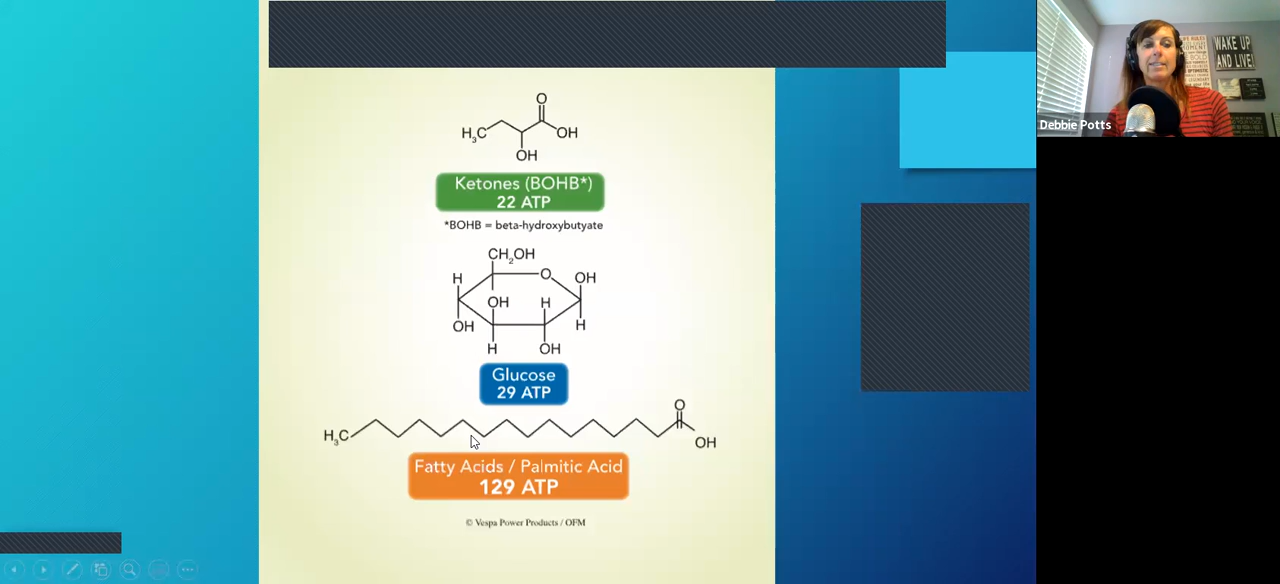 O
H₃C
OH
OH
Ketones (BOHB*)
22 ATP
*BOHB = beta-hydroxybutyate
CH₂OH
H
O
OH
OH
H
OH
H
H
OH
Glucose
29 ATP
O
H₃C
OH
Fatty Acids / Palmitic Acid
129 ATP
© Vespa Power Products / OFM
WAKE UP
AND LIVE!
Debbie Potts